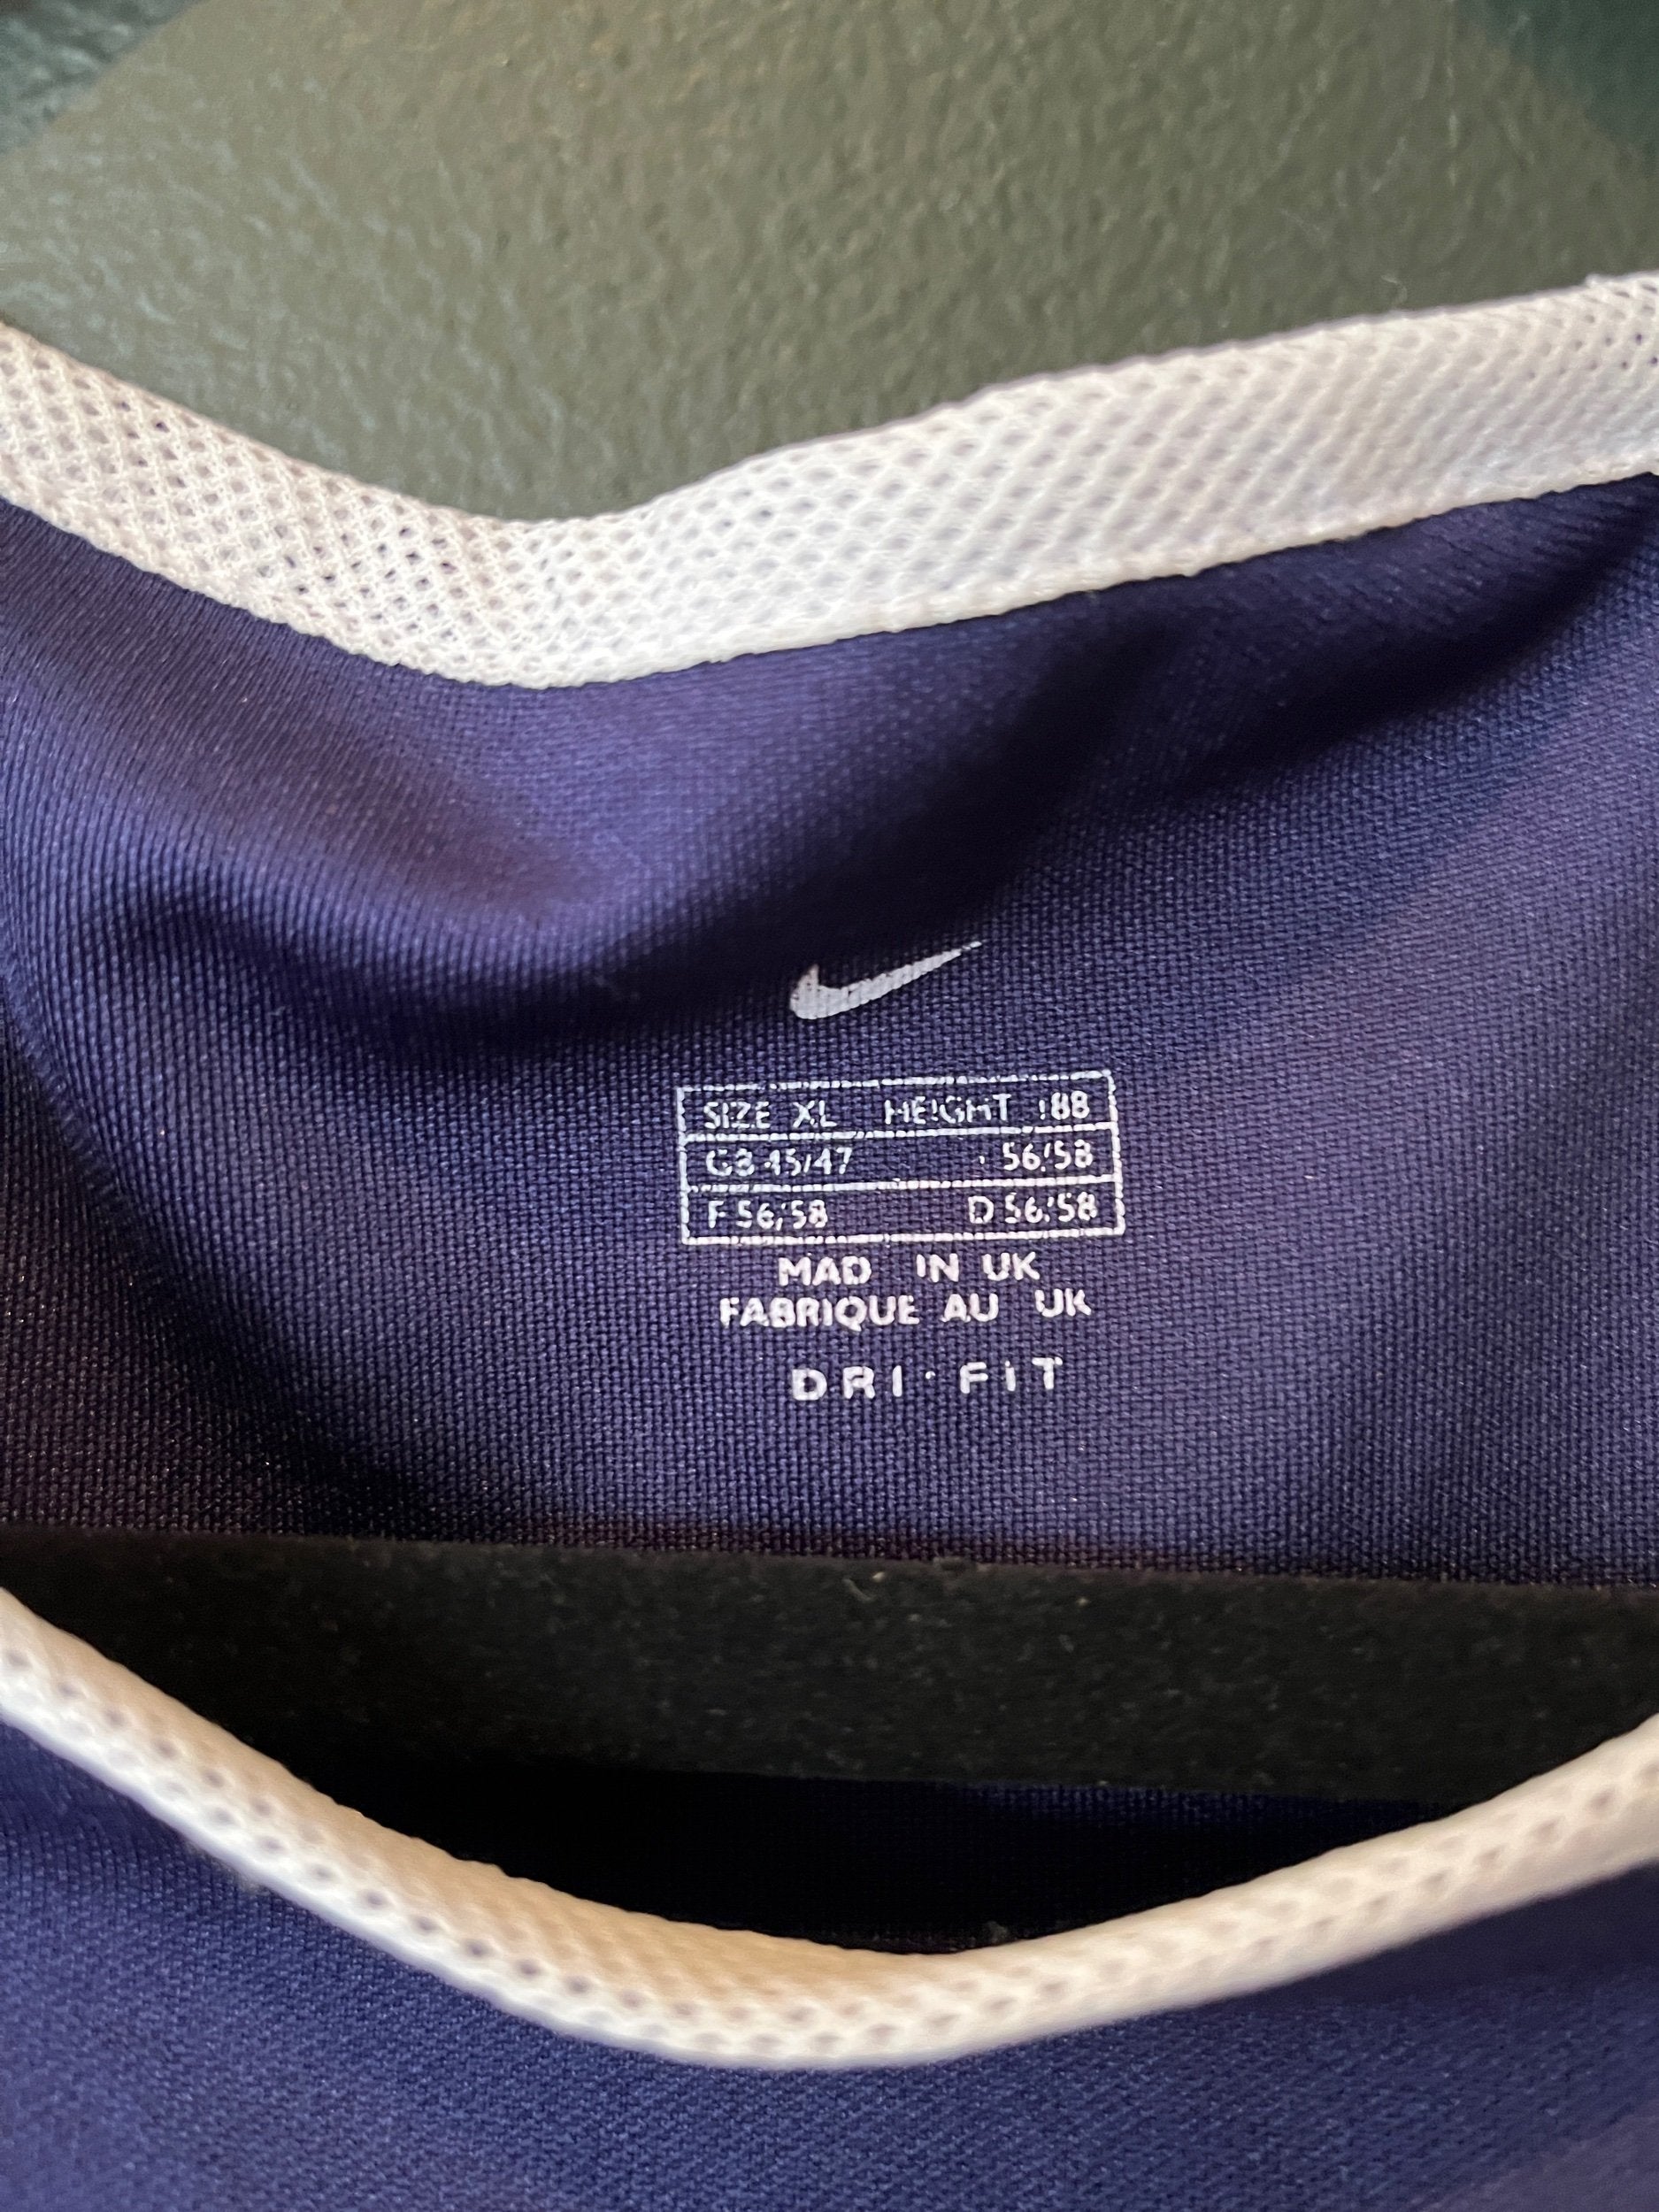 SIZE XL HEIGHT 188
GB 45/47 56/58
F 56/58 D 56/58
MAD IN UK
FABRIQUE AU UK
DRI·FIT